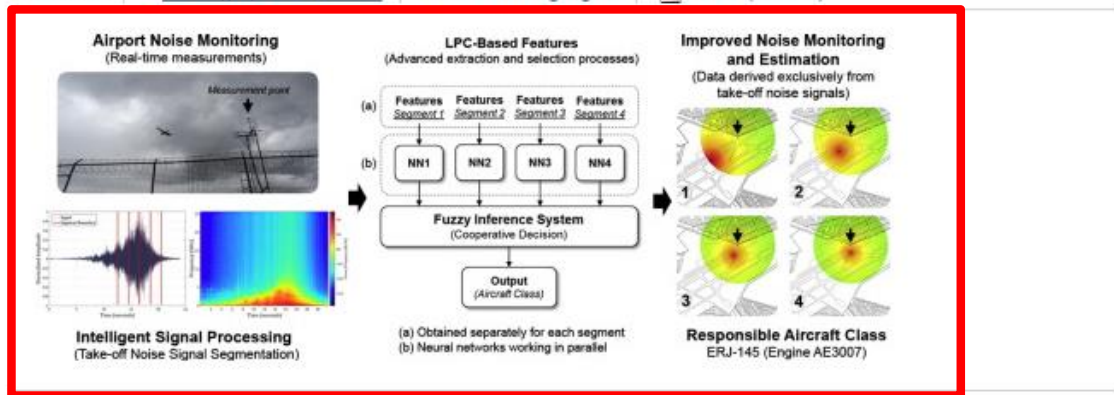 Airport Noise Monitoring
(Real-time measurements)
Measurement point
Intelligent Signal Processing
(Take-off Noise Signal Segmentation)
LPC-Based Features
(Advanced extraction and selection processes)
(a)
Features
Segment 1
Features
Segment 2
Features
Segment 3
Features
Segment 4
(b)
NN1
NN2
NN3
NN4
Fuzzy Inference System
(Cooperative Decision)
Output
(Aircraft Class)
(a) Obtained separately for each segment
(b) Neural networks working in parallel
Improved Noise Monitoring
and Estimation
(Data derived exclusively from
take-off noise signals)
1
2
3
4
Responsible Aircraft Class
ERJ-145 (Engine AE3007)